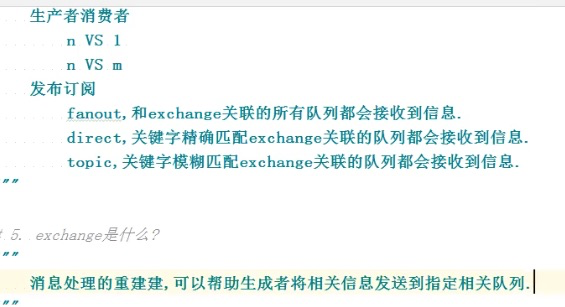 生产者消费者
n VS 1
n VS m
发布订阅
fanout,和exchange关联的所有队列都会接收到信息.
direct,关键字精确匹配exchange关联的队列都会接收到信息.
topic,关键字模糊匹配exchange关联的队列都会接收到信息.
""
# 5. exchange是什么?
""
消息处理的重建建,可以帮助生成者将相关信息发送到指定相关队列.
""